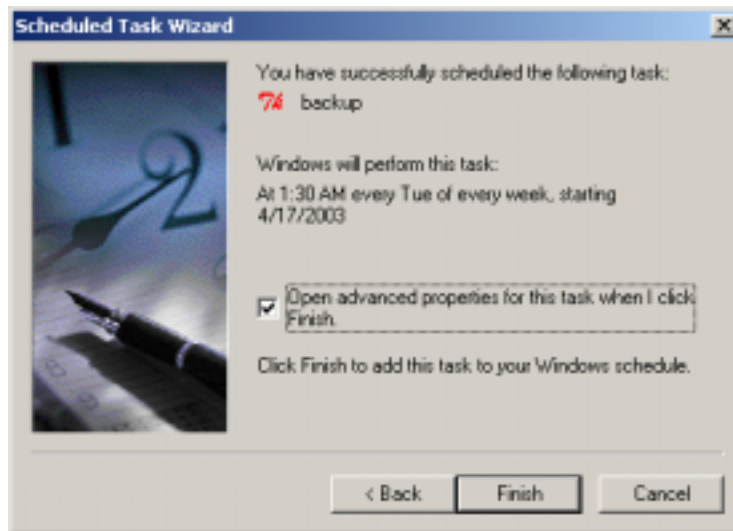 Scheduled Task Wizard
You have successfully scheduled the following task:
7% backup
Windows will perform this task:
At 1:30 AM every Tue of every week, starting
4/17/2003
Open advanced properties for this task when I click
Finish.
Click Finish to add this task to your Windows schedule.
< Back Finish Cancel